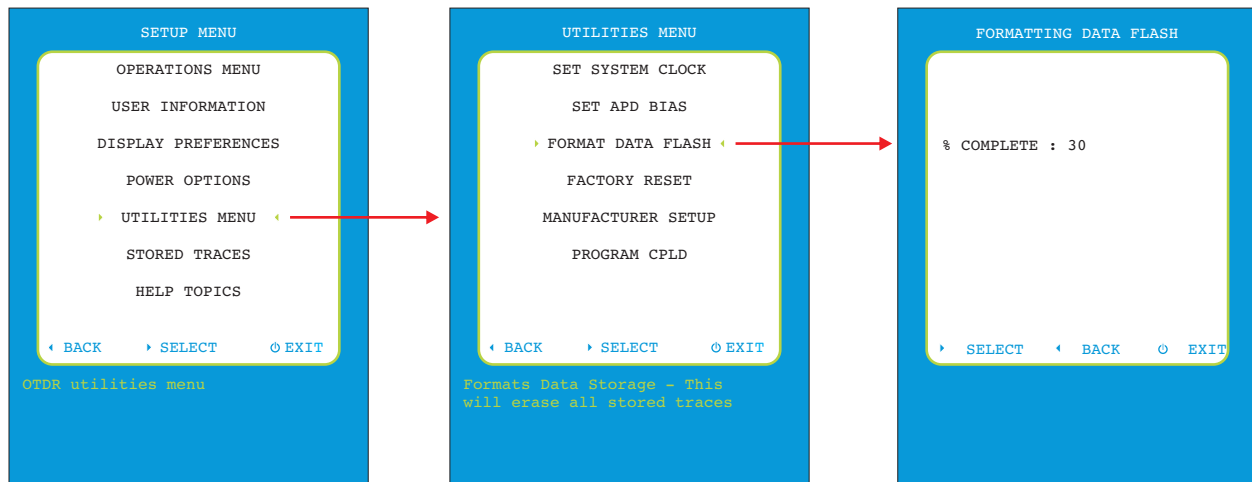 SETUP MENU
OPERATIONS MENU
USER INFORMATION
DISPLAY PREFERENCES
POWER OPTIONS
UTILITIES MENU
STORED TRACES
HELP TOPICS
BACK SELECT EXIT
OTDR utilities menu
UTILITIES MENU
SET SYSTEM CLOCK
SET APD BIAS
FORMAT DATA FLASH
FACTORY RESET
MANUFACTURER SETUP
PROGRAM CPLD
BACK SELECT EXIT
Formats Data Storage - This
will erase all stored traces
FORMATTING DATA FLASH
% COMPLETE : 30
SELECT BACK EXIT